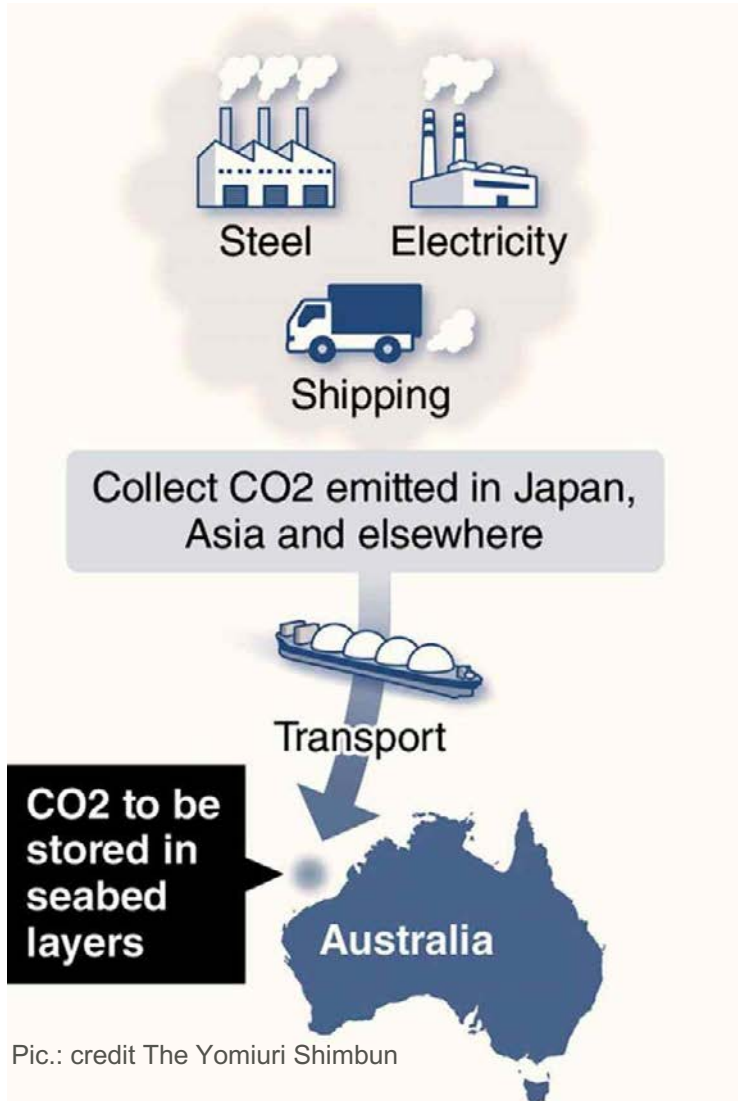 Steel
Electricity
Shipping
Collect CO2 emitted in Japan,
Asia and elsewhere
Transport
CO2 to be
stored in
seabed
layers
Australia
Pic.: credit The Yomiuri Shimbun